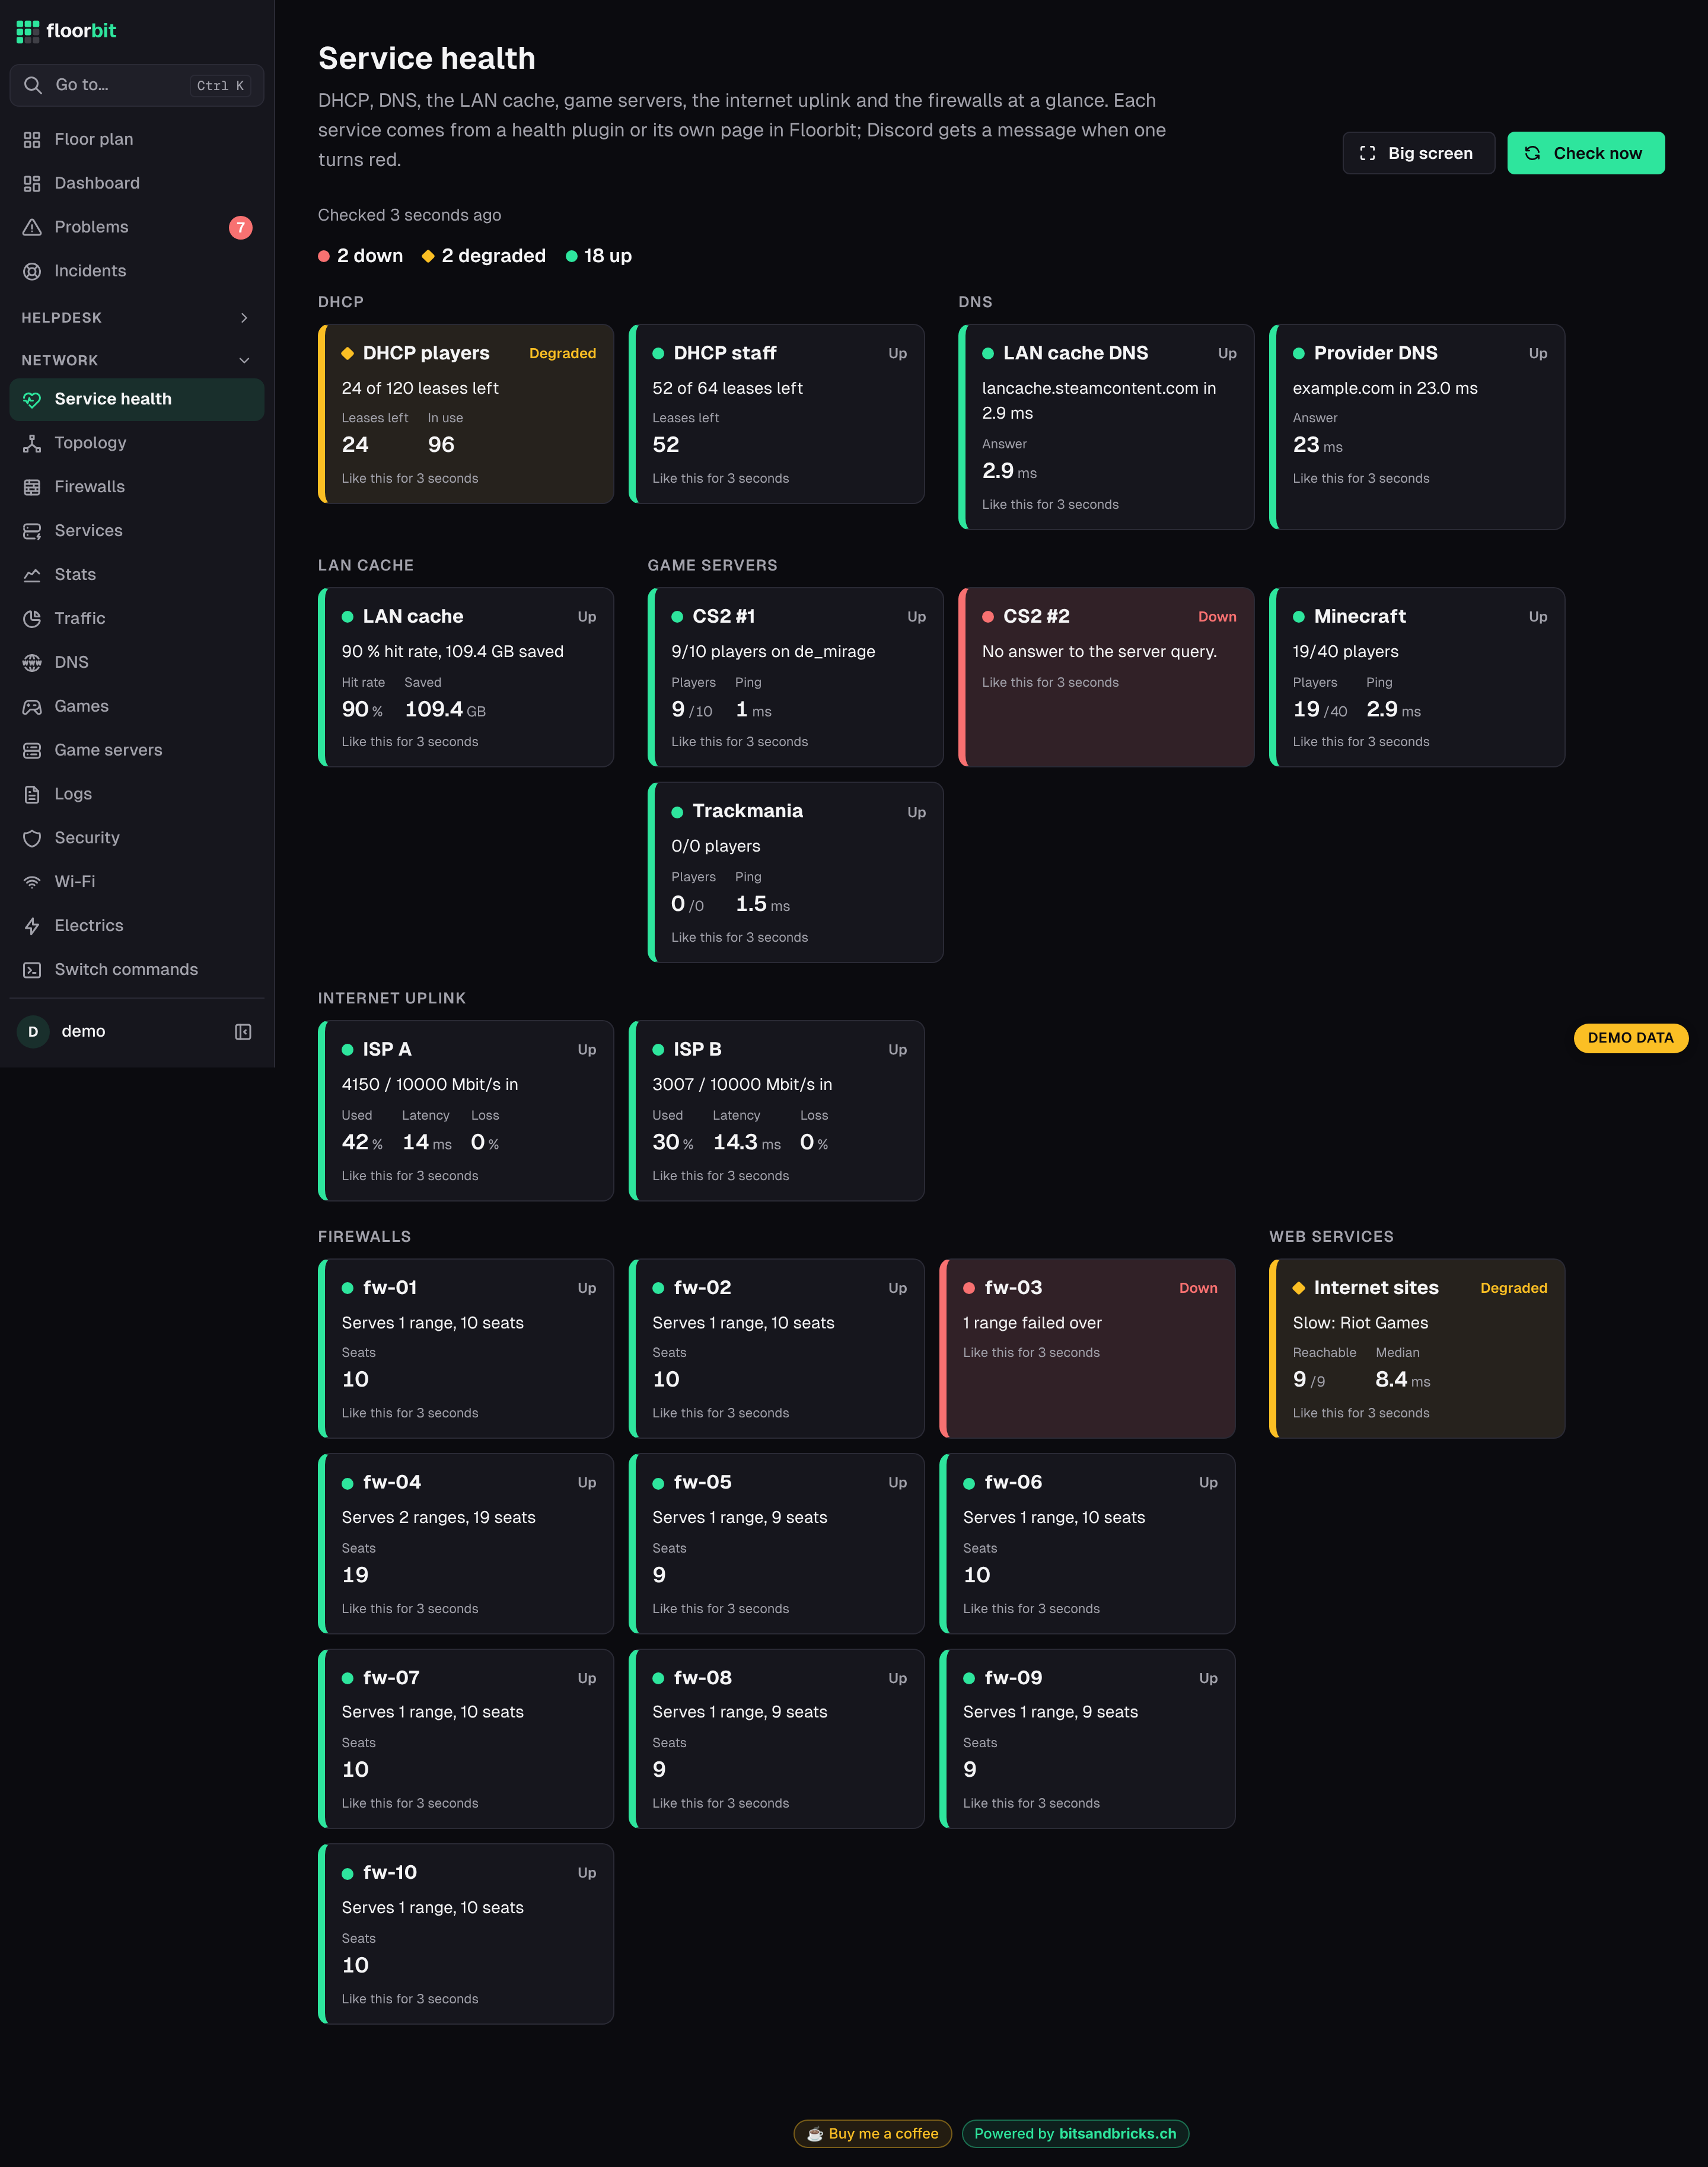 floorbit
Go to...
Ctrl K
Floor plan
Dashboard
Problems
7
Incidents
HELPDESK
NETWORK
Service health
Topology
Firewalls
Services
Stats
Traffic
DNS
Games
Game servers
Logs
Security
Wi-Fi
Electrics
Switch commands
D
demo
Service health
DHCP, DNS, the LAN cache, game servers, the internet uplink and the firewalls at a glance. Each
service comes from a health plugin or its own page in Floorbit; Discord gets a message when one
turns red.
Big screen
Check now
Checked 3 seconds ago
2 down
2 degraded
18 up
DHCP
DHCP players
Degraded
24 of 120 leases left
Leases left In use
24 96
Like this for 3 seconds
DHCP staff
Up
52 of 64 leases left
Leases left
52
Like this for 3 seconds
DNS
LAN cache DNS
Up
lancache.steamcontent.com in
2.9 ms
Answer
2.9 ms
Like this for 3 seconds
Provider DNS
Up
example.com in 23.0 ms
Answer
23 ms
Like this for 3 seconds
LAN CACHE
LAN cache
Up
90 % hit rate, 109.4 GB saved
Hit rate Saved
90 % 109.4 GB
Like this for 3 seconds
GAME SERVERS
CS2 #1
Up
9/10 players on de_mirage
Players Ping
9 /10 1 ms
Like this for 3 seconds
CS2 #2
Down
No answer to the server query.
Like this for 3 seconds
Minecraft
Up
19/40 players
Players Ping
19 /40 2.9 ms
Like this for 3 seconds
Trackmania
Up
0/0 players
Players Ping
0 /0 1.5 ms
Like this for 3 seconds
INTERNET UPLINK
ISP A
Up
4150 / 10000 Mbit/s in
Used Latency Loss
42 % 14 ms 0 %
Like this for 3 seconds
ISP B
Up
3007 / 10000 Mbit/s in
Used Latency Loss
30 % 14.3 ms 0 %
Like this for 3 seconds
DEMO DATA
FIREWALLS
fw-01
Up
Serves 1 range, 10 seats
Seats
10
Like this for 3 seconds
fw-02
Up
Serves 1 range, 10 seats
Seats
10
Like this for 3 seconds
fw-03
Down
1 range failed over
Like this for 3 seconds
WEB SERVICES
Internet sites
Degraded
Slow: Riot Games
Reachable Median
9 /9 8.4 ms
Like this for 3 seconds
fw-04
Up
Serves 2 ranges, 19 seats
Seats
19
Like this for 3 seconds
fw-05
Up
Serves 1 range, 9 seats
Seats
9
Like this for 3 seconds
fw-06
Up
Serves 1 range, 10 seats
Seats
10
Like this for 3 seconds
fw-07
Up
Serves 1 range, 10 seats
Seats
10
Like this for 3 seconds
fw-08
Up
Serves 1 range, 9 seats
Seats
9
Like this for 3 seconds
fw-09
Up
Serves 1 range, 9 seats
Seats
9
Like this for 3 seconds
fw-10
Up
Serves 1 range, 10 seats
Seats
10
Like this for 3 seconds
Buy me a coffee
Powered by bitsandbricks.ch